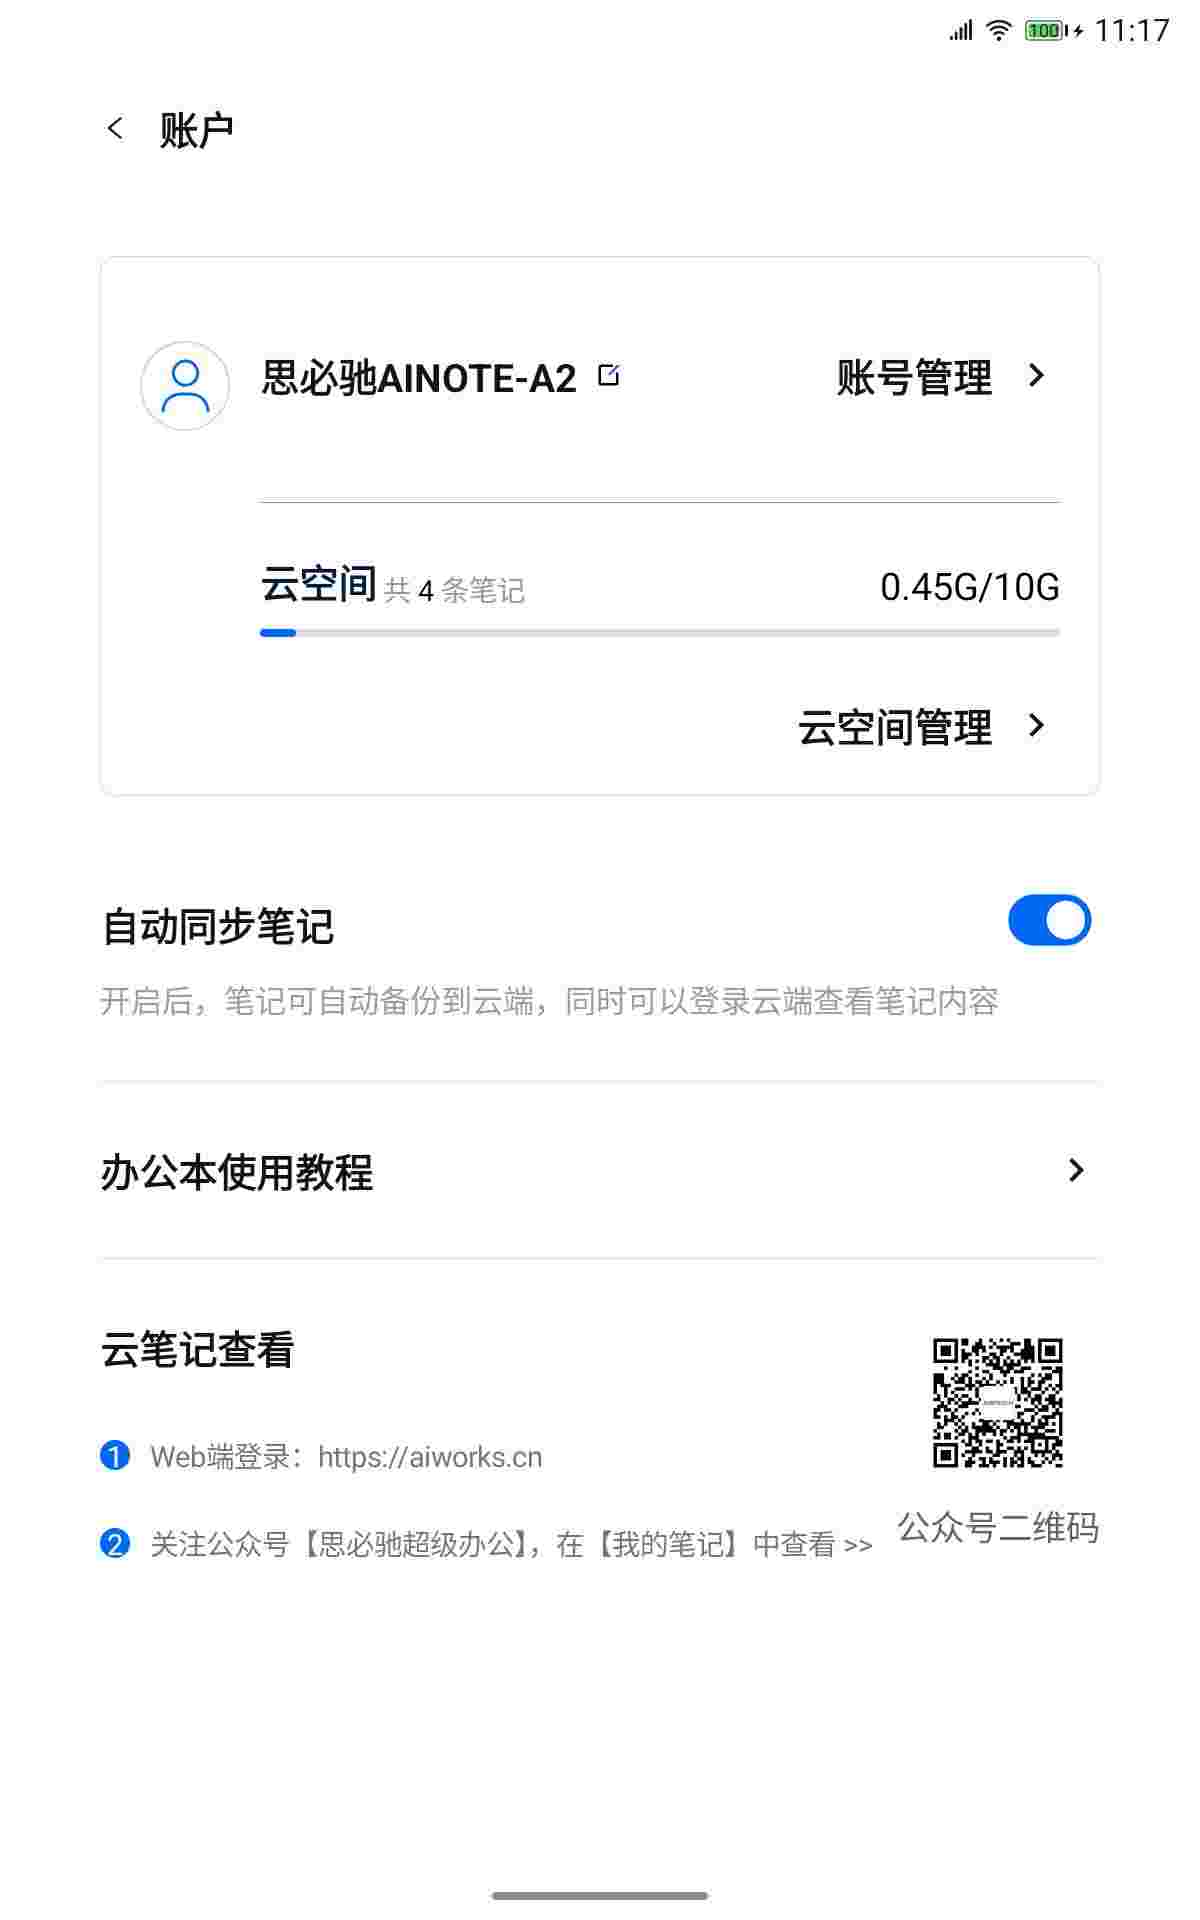 100 11:17
账户
思必驰AINOTE-A2 账号管理
云空间 共 4 条笔记 0.45G/10G
云空间管理
自动同步笔记
开启后，笔记可自动备份到云端，同时可以登录云端查看笔记内容
办公本使用教程
云笔记查看
1 Web端登录：https://aiworks.cn
2 关注公众号【思必驰超级办公】，在【我的笔记】中查看 >>
公众号二维码